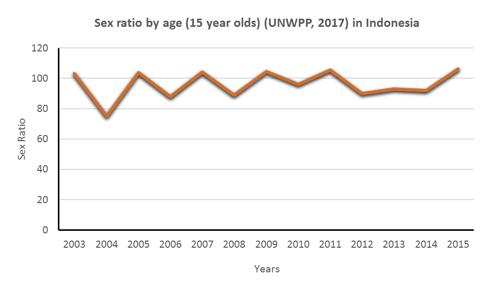 Sex ratio by age (15 year olds) (UNWPP, 2017) in Indonesia
120
100
80
60
40
20
0
Sex Ratio
2003 2004 2005 2006 2007 2008 2009 2010 2011 2012 2013 2014 2015
Years